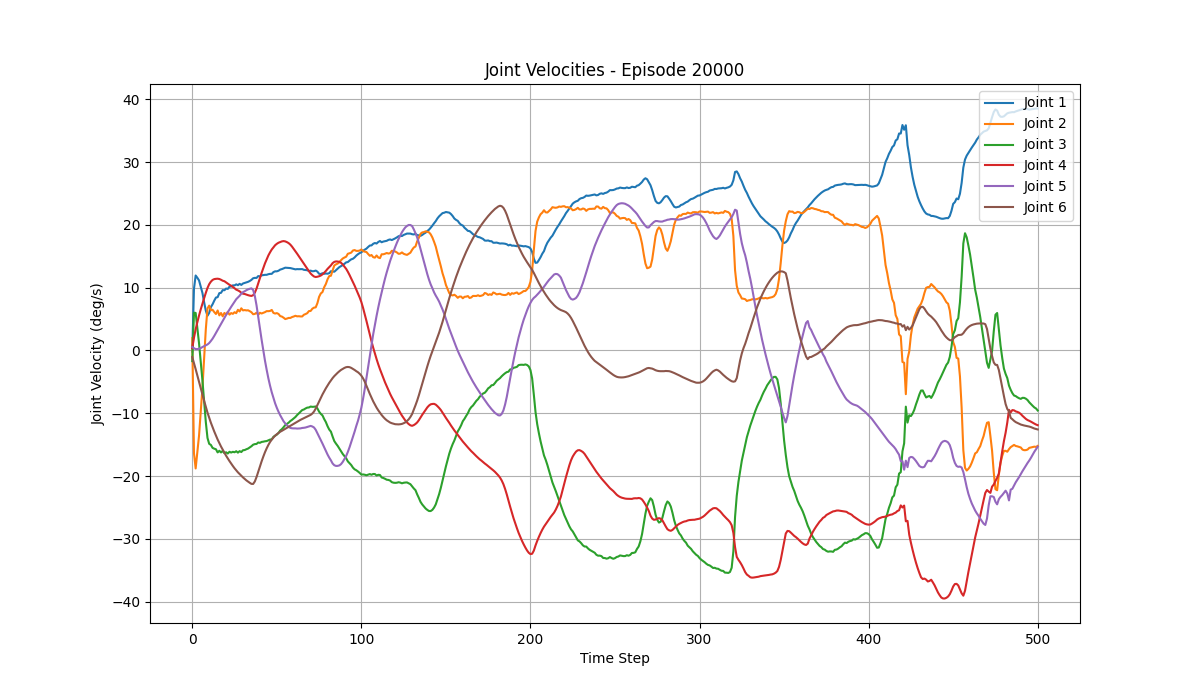 Joint Velocities - Episode 20000
Joint Velocity (deg/s)
40
30
20
10
0
−10
−20
−30
−40
0 100 200 300 400 500
Time Step
Joint 1
Joint 2
Joint 3
Joint 4
Joint 5
Joint 6